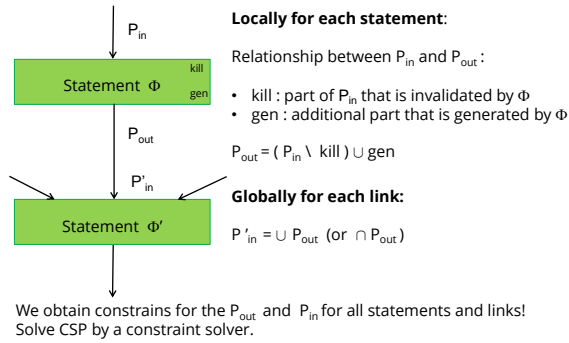 P_in
kill
Statement Φ
gen
P_out
P'_in
Statement Φ'
Locally for each statement:
Relationship between P_in and P_out :
• kill : part of P_in that is invalidated by Φ
• gen : additional part that is generated by Φ
P_out = ( P_in \ kill ) ∪ gen
Globally for each link:
P '_in = ∪ P_out (or ∩ P_out )
We obtain constrains for the P_out and P_in for all statements and links!
Solve CSP by a constraint solver.